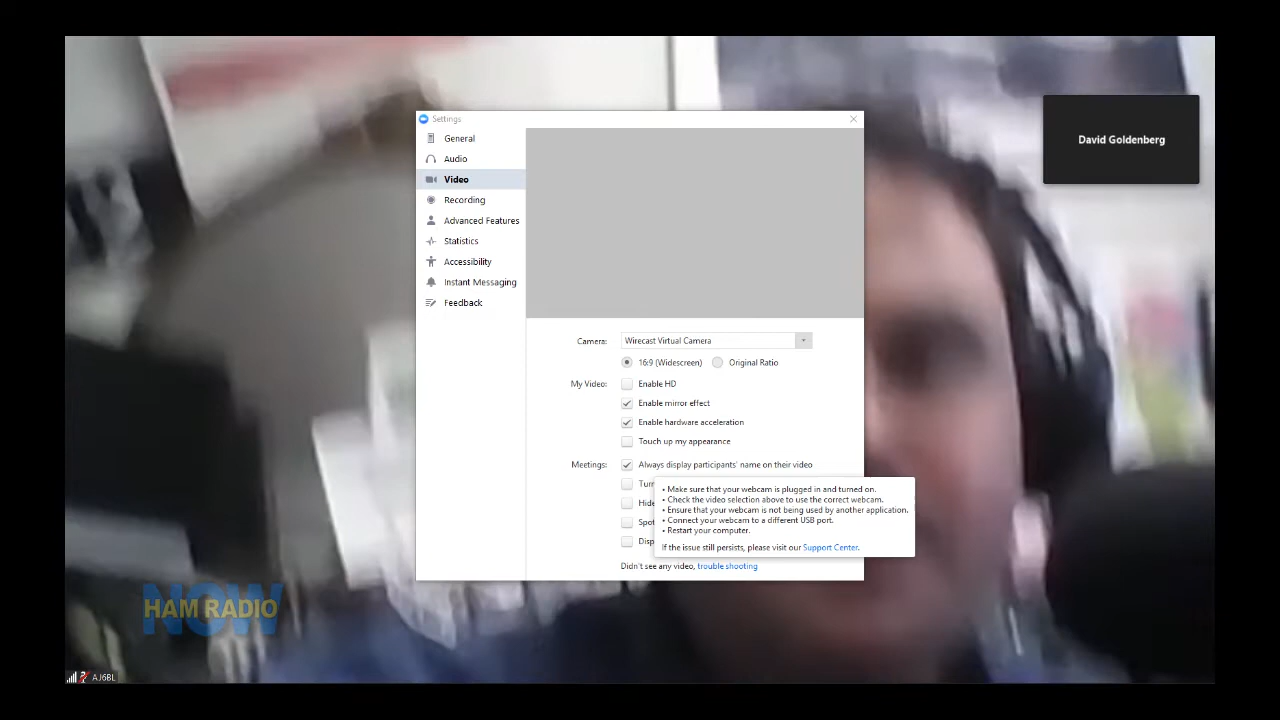 Settings
General
Audio
Video
Recording
Advanced Features
Statistics
Accessibility
Instant Messaging
Feedback
Camera: Wirecast Virtual Camera
16:9 (Widescreen) Original Ratio
My Video: Enable HD
Enable mirror effect
Enable hardware acceleration
Touch up my appearance
Meetings: Always display participants' name on their video
Turn
Hide
Spot
Disp
• Make sure that your webcam is plugged in and turned on.
• Check the video selection above to use the correct webcam.
• Ensure that your webcam is not being used by another application.
• Connect your webcam to a different USB port.
• Restart your computer.
If the issue still persists, please visit our Support Center.
Didn't see any video, trouble shooting
David Goldenberg
HAM RADIO
NOW
AJ6BL